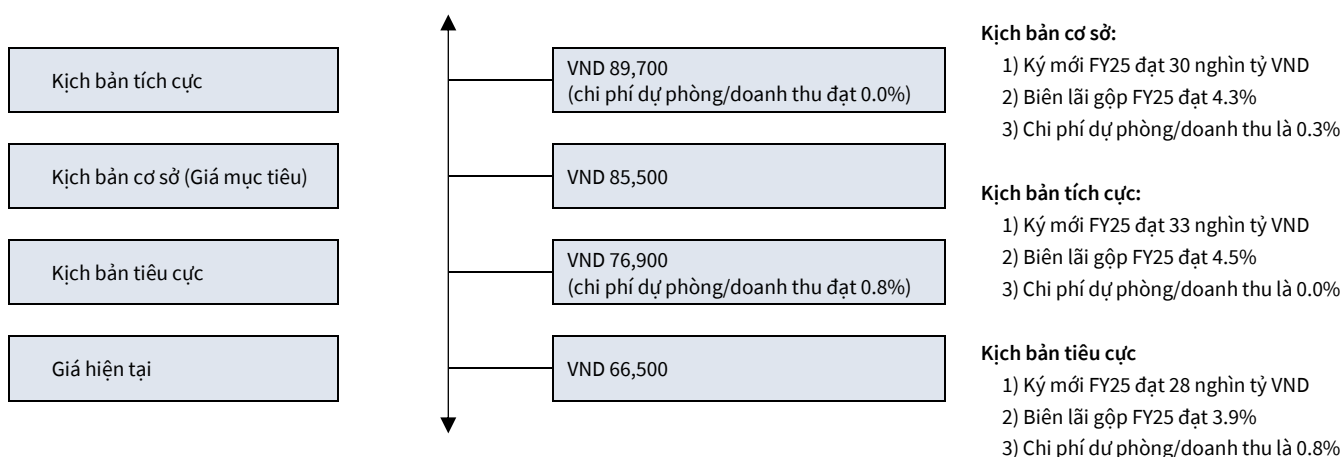 Kịch bản tích cực
VND 89,700
(chi phí dự phòng/doanh thu đạt 0.0%)
Kịch bản cơ sở (Giá mục tiêu)
VND 85,500
Kịch bản tiêu cực
VND 76,900
(chi phí dự phòng/doanh thu đạt 0.8%)
Giá hiện tại
VND 66,500
Kịch bản cơ sở:
1) Ký mới FY25 đạt 30 nghìn tỷ VND
2) Biên lãi gộp FY25 đạt 4.3%
3) Chi phí dự phòng/doanh thu là 0.3%
Kịch bản tích cực:
1) Ký mới FY25 đạt 33 nghìn tỷ VND
2) Biên lãi gộp FY25 đạt 4.5%
3) Chi phí dự phòng/doanh thu là 0.0%
Kịch bản tiêu cực
1) Ký mới FY25 đạt 28 nghìn tỷ VND
2) Biên lãi gộp FY25 đạt 3.9%
3) Chi phí dự phòng/doanh thu là 0.8%